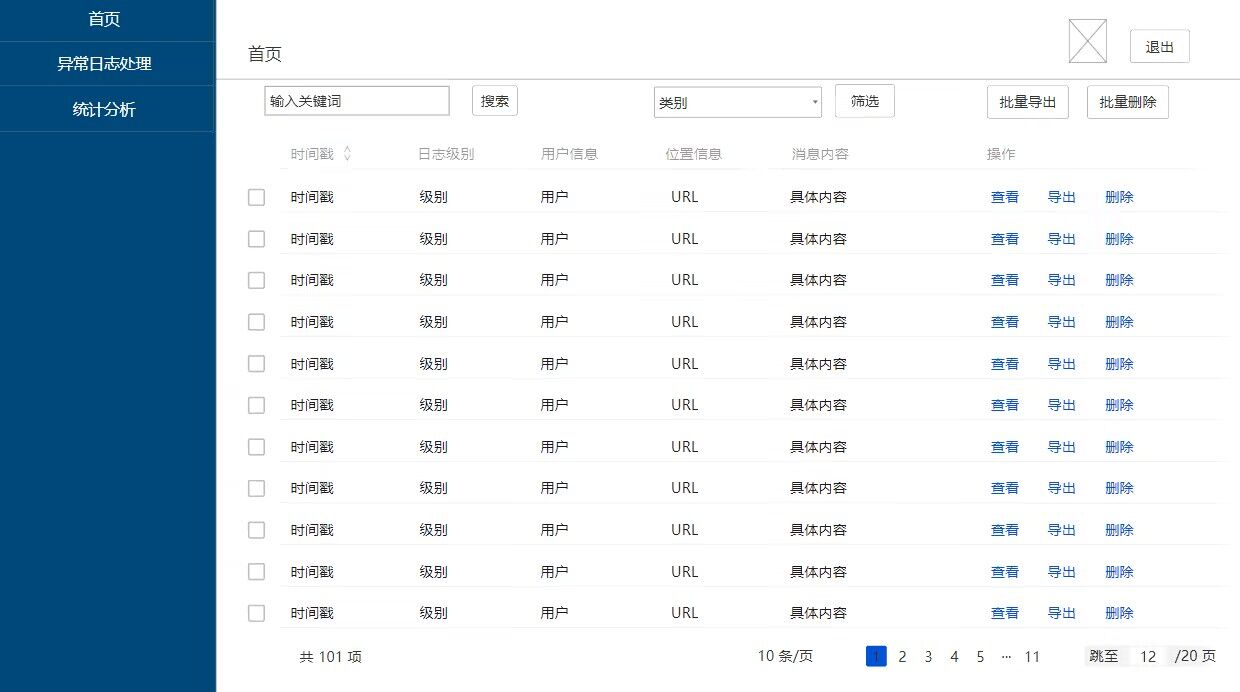 首页
异常日志处理
统计分析
首页
退出
输入关键词 搜索 类别 筛选 批量导出 批量删除
时间戳 日志级别 用户信息 位置信息 消息内容 操作
时间戳 级别 用户 URL 具体内容 查看 导出 删除
时间戳 级别 用户 URL 具体内容 查看 导出 删除
时间戳 级别 用户 URL 具体内容 查看 导出 删除
时间戳 级别 用户 URL 具体内容 查看 导出 删除
时间戳 级别 用户 URL 具体内容 查看 导出 删除
时间戳 级别 用户 URL 具体内容 查看 导出 删除
时间戳 级别 用户 URL 具体内容 查看 导出 删除
时间戳 级别 用户 URL 具体内容 查看 导出 删除
时间戳 级别 用户 URL 具体内容 查看 导出 删除
时间戳 级别 用户 URL 具体内容 查看 导出 删除
时间戳 级别 用户 URL 具体内容 查看 导出 删除
共 101 项 10 条/页 1 2 3 4 5 ··· 11 跳至 12 /20 页